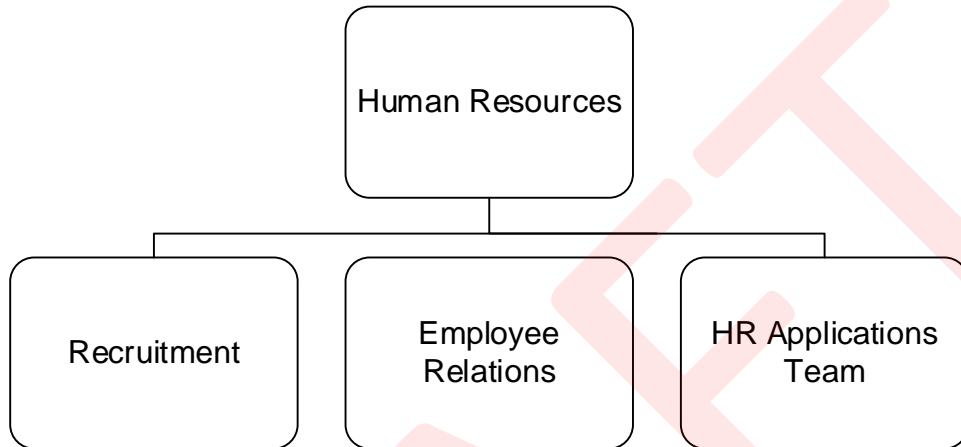 Human Resources
Recruitment
Employee
Relations
HR Applications
Team